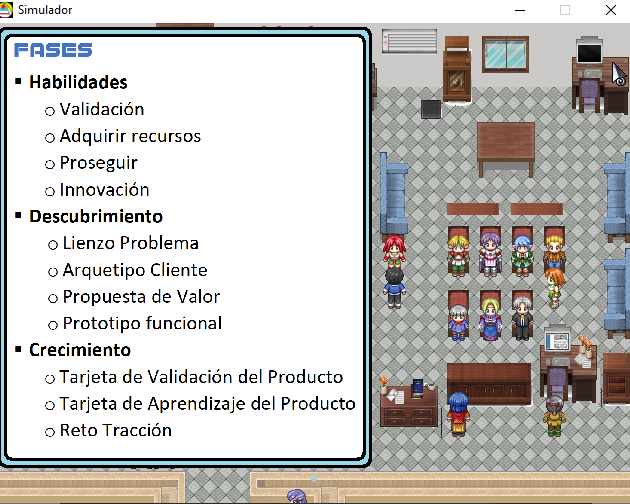 Simulador
FASES
▪ Habilidades
o Validación
o Adquirir recursos
o Proseguir
o Innovación
▪ Descubrimiento
o Lienzo Problema
o Arquetipo Cliente
o Propuesta de Valor
o Prototipo funcional
▪ Crecimiento
o Tarjeta de Validación del Producto
o Tarjeta de Aprendizaje del Producto
o Reto Tracción